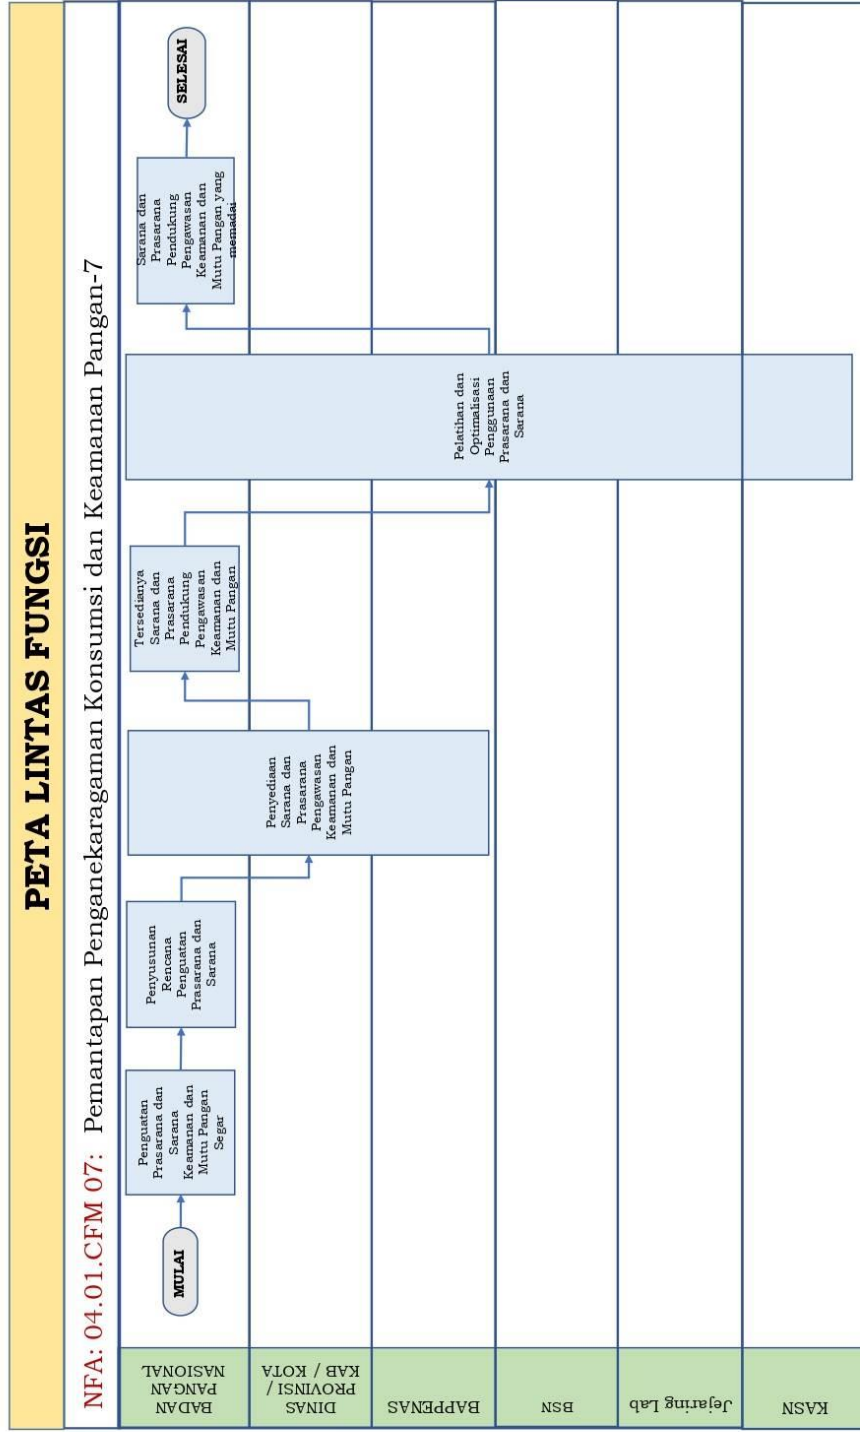 PETA LINTAS FUNGSI
NFA: 04.01.CFM 07: Pemantapan Penganekaragaman Konsumsi dan Keamanan Pangan-7
BADAN
PANGAN
NASIONAL
MULAI
Penguatan
Prasarana dan
Sarana
Keamanan dan
Mutu Pangan
Segar
Penyusunan
Rencana
Penguatan
Prasarana dan
Sarana
Penyediaan
Sarana dan
Prasarana
Pengawasan
Keamanan dan
Mutu Pangan
Tersedianya
Sarana dan
Prasarana
Pendukung
Pengawasan
Keamanan dan
Mutu Pangan
Pelatihan dan
Optimalisasi
Penggunaan
Prasarana dan
Sarana
Sarana dan
Prasarana
Pendukung
Pengawasan
Keamanan dan
Mutu Pangan yang
memadai
SELESAI
DINAS
PROVINSI /
KAB / KOTA
BAPPENAS
BSN
Jejaring Lab
KASN